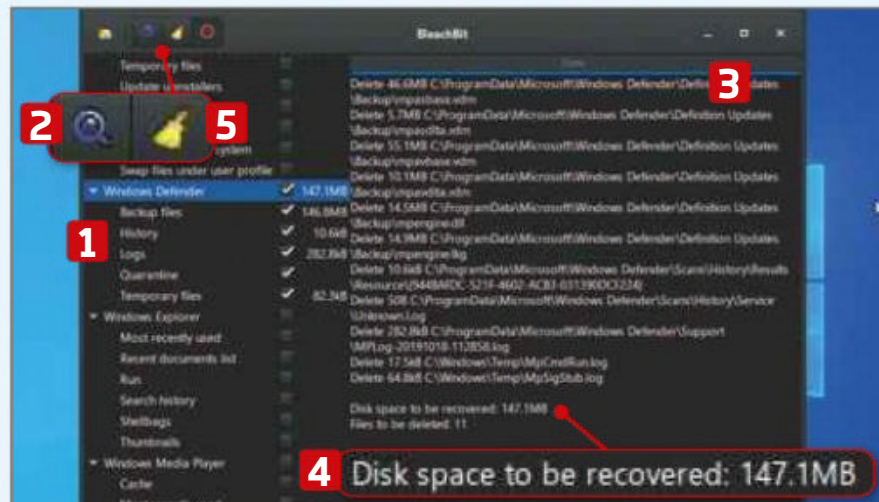 BleachBit
Temporary files
Update uninstallers
system
Swap files under user profile
Windows Defender 147.1MB
Backup files 146.8MB
History 10.6kB
Logs 282.8kB
Quarantine
Temporary files 82.3kB
Windows Explorer
Most recently used
Recent documents list
Run
Search history
Shellbags
Thumbnails
Windows Media Player
Cache
Delete 46.6MB C:\ProgramData\Microsoft\Windows Defender\Definition Updates
\Backup\mpasbase.vdm
Delete 5.7MB C:\ProgramData\Microsoft\Windows Defender\Definition Updates
\Backup\mpasdlta.vdm
Delete 55.1MB C:\ProgramData\Microsoft\Windows Defender\Definition Updates
\Backup\mpavbase.vdm
Delete 10.1MB C:\ProgramData\Microsoft\Windows Defender\Definition Updates
\Backup\mpavdlta.vdm
Delete 14.5MB C:\ProgramData\Microsoft\Windows Defender\Definition Updates
\Backup\mpengine.dll
Delete 14.9MB C:\ProgramData\Microsoft\Windows Defender\Definition Updates
\Backup\mpengine.lkg
Delete 10.6kB C:\ProgramData\Microsoft\Windows Defender\Scans\History\Results
Delete 508 C:\ProgramData\Microsoft\Windows Defender\Scans\History\Service
\Unknown.Log
Delete 282.8kB C:\ProgramData\Microsoft\Windows Defender\Support
\MPLog-20191018-112858.log
Delete 17.5kB C:\Windows\Temp\MpCmdRun.log
Delete 64.8kB C:\Windows\Temp\MpSigStub.log
Disk space to be recovered: 147.1MB
Files to be deleted: 11
1
2
3
4 Disk space to be recovered: 147.1MB
5